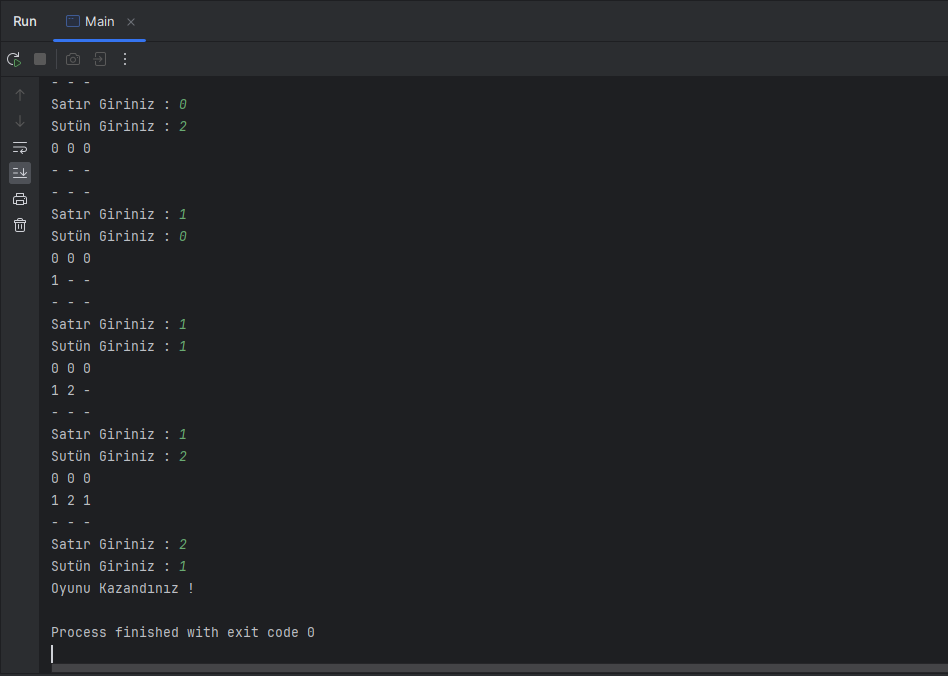 Run Main
- - -
Satır Giriniz : 0
Sutün Giriniz : 2
0 0 0
- - -
- - -
Satır Giriniz : 1
Sutün Giriniz : 0
0 0 0
1 - -
- - -
Satır Giriniz : 1
Sutün Giriniz : 1
0 0 0
1 2 -
- - -
Satır Giriniz : 1
Sutün Giriniz : 2
0 0 0
1 2 1
- - -
Satır Giriniz : 2
Sutün Giriniz : 1
Oyunu Kazandınız !
Process finished with exit code 0